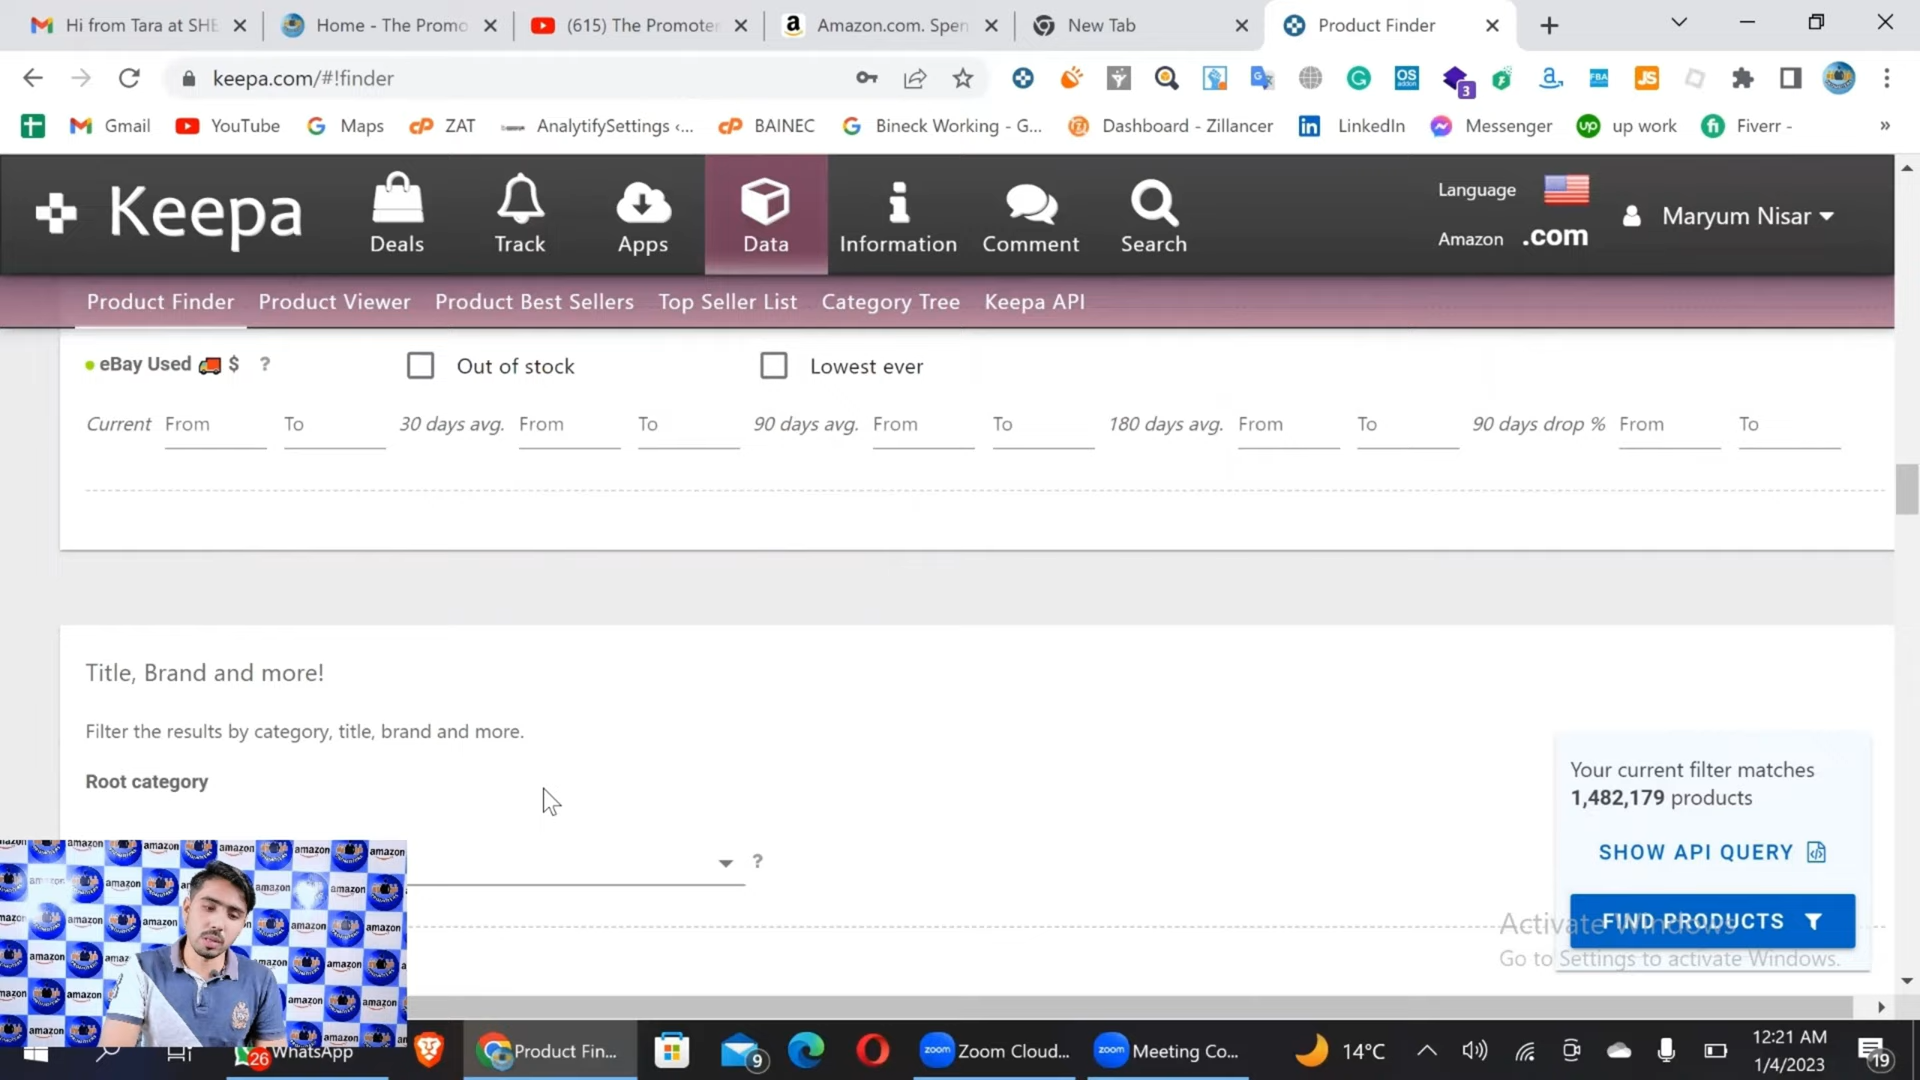 Hi from Tara at SHE
Home - The Promo
(615) The Promoter
Amazon.com. Spen
New Tab
Product Finder
keepa.com/#!finder
3
Gmail
YouTube
Maps
ZAT
AnalytifySettings ‹...
BAINEC
Bineck Working - G...
Dashboard - Zillancer
LinkedIn
Messenger
up work
Fiverr -
Keepa
Deals
Track
Apps
Data
Information
Comment
Search
Language
Amazon .com
Maryum Nisar
Product Finder Product Viewer Product Best Sellers Top Seller List Category Tree Keepa API
eBay Used $ ?
Out of stock
Lowest ever
Current From To 30 days avg. From To 90 days avg. From To 180 days avg. From To 90 days drop % From To
Title, Brand and more!
Filter the results by category, title, brand and more.
Root category
?
Your current filter matches
1,482,179 products
SHOW API QUERY
FIND PRODUCTS
Activate Windows
Go to Settings to activate Windows.
amazon
26 WhatsApp
Product Fin...
9
zoom Zoom Cloud...
zoom Meeting Co...
14°C
12:21 AM
1/4/2023
19